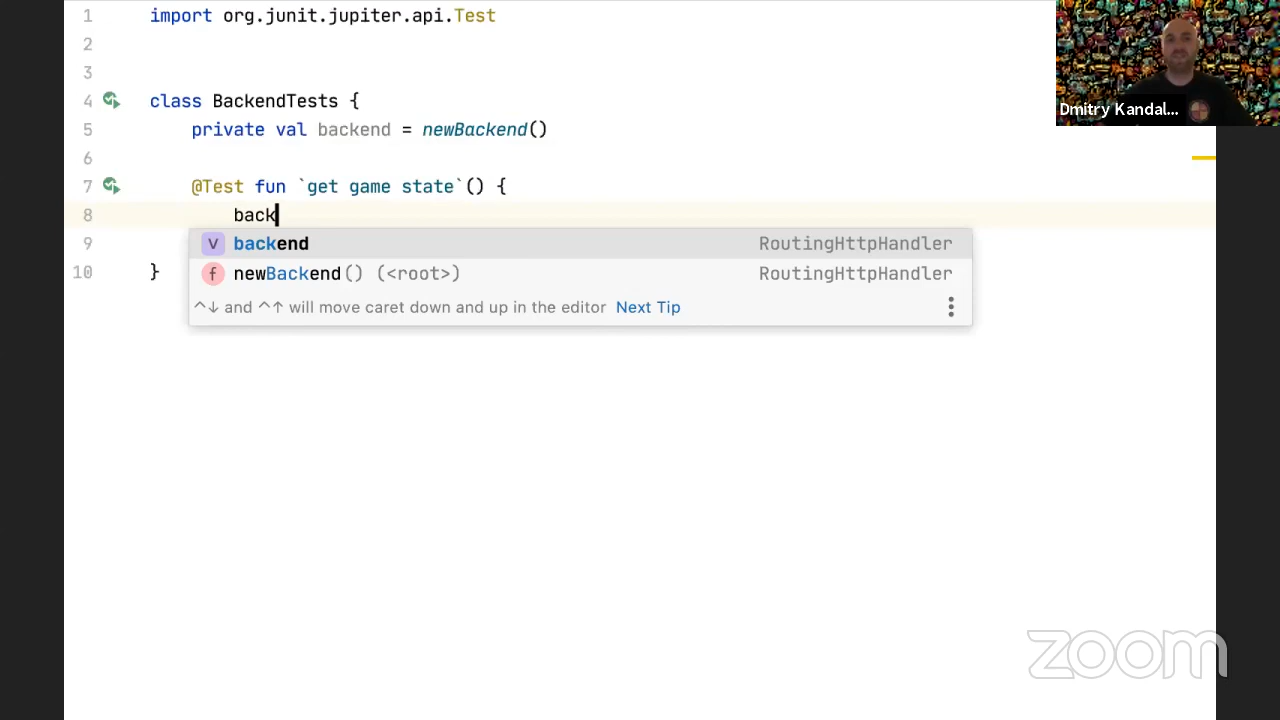 1 import org.junit.jupiter.api.Test
2
3
4 class BackendTests {
5 private val backend = newBackend()
6
7 @Test fun `get game state`() {
8 back
9
10 }
V backend RoutingHttpHandler
f newBackend() (<root>) RoutingHttpHandler
^↓ and ^↑ will move caret down and up in the editor Next Tip
Dmitry Kandal...
zoom